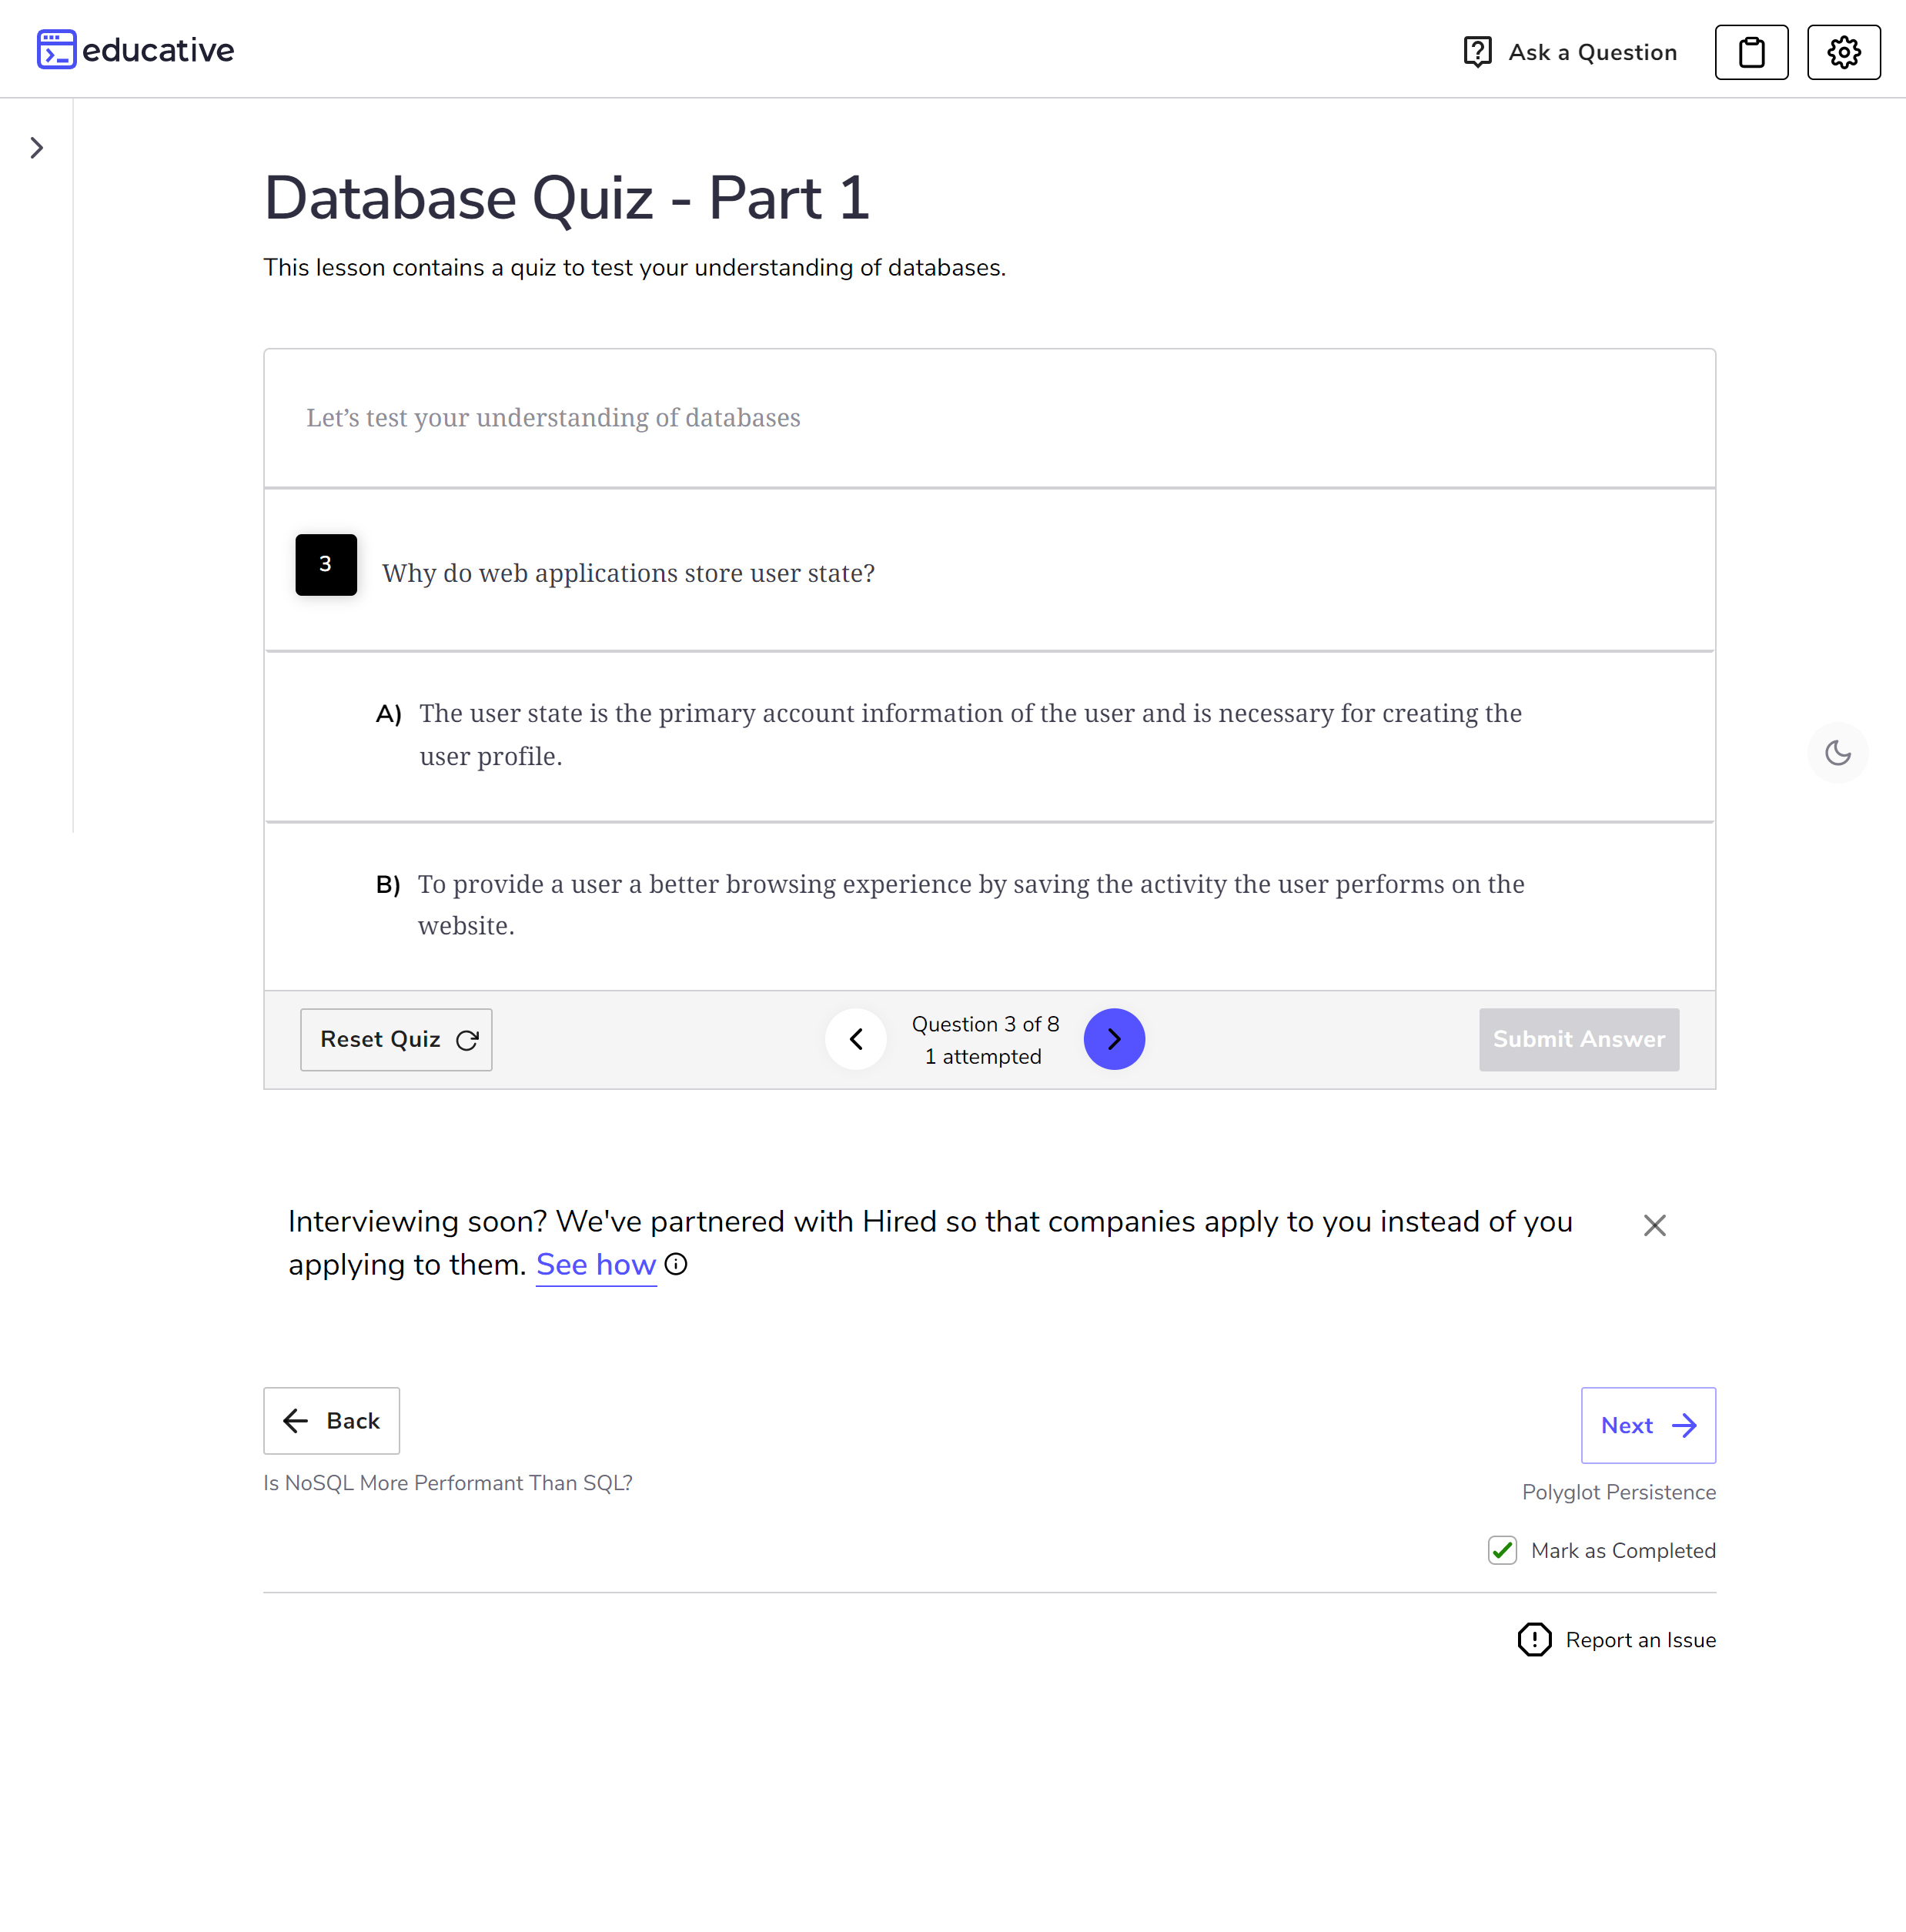 educative
Ask a Question
Database Quiz - Part 1
This lesson contains a quiz to test your understanding of databases.
Let’s test your understanding of databases
3
Why do web applications store user state?
A) The user state is the primary account information of the user and is necessary for creating the
user profile.
B) To provide a user a better browsing experience by saving the activity the user performs on the
website.
Reset Quiz
Question 3 of 8
1 attempted
Submit Answer
Interviewing soon? We've partnered with Hired so that companies apply to you instead of you
applying to them. See how
Back
Next
Is NoSQL More Performant Than SQL?
Polyglot Persistence
Mark as Completed
Report an Issue